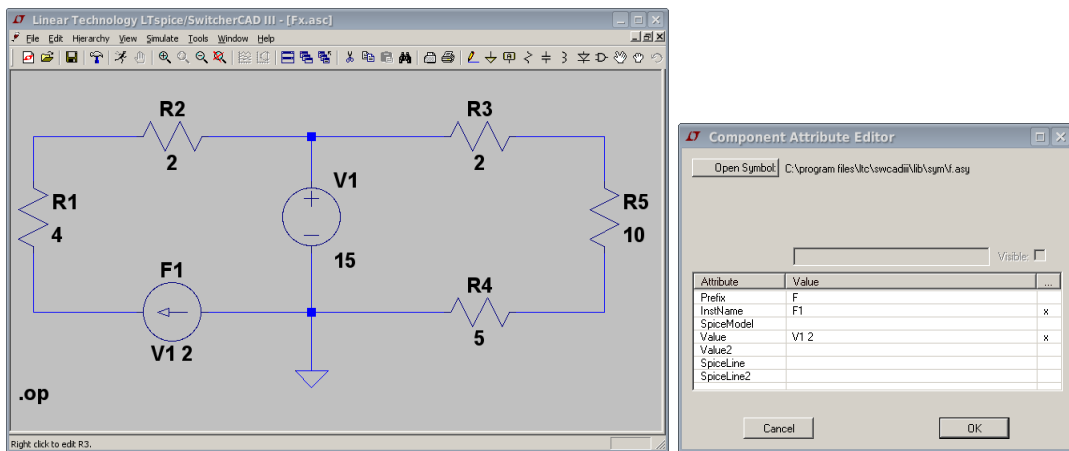 Linear Technology LTspice/SwitcherCAD III - [Fx.asc]
File Edit Hierarchy View Simulate Tools Window Help
R2
2
R3
2
R1
4
V1
15
R5
10
F1
V1 2
R4
5
.op
Right click to edit R3.
Component Attribute Editor
Open Symbol: C:\program files\ltc\swcadiii\lib\sym\f.asy
Visible:
Attribute Value ...
Prefix F
InstName F1 x
SpiceModel
Value V1 2 x
Value2
SpiceLine
SpiceLine2
Cancel OK